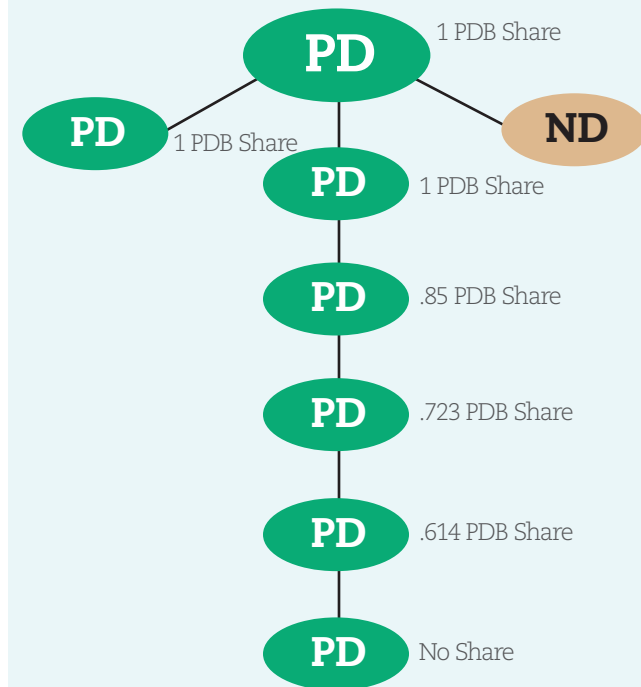 PD
1 PDB Share
PD
1 PDB Share
ND
PD
1 PDB Share
PD
.85 PDB Share
PD
.723 PDB Share
PD
.614 PDB Share
PD
No Share